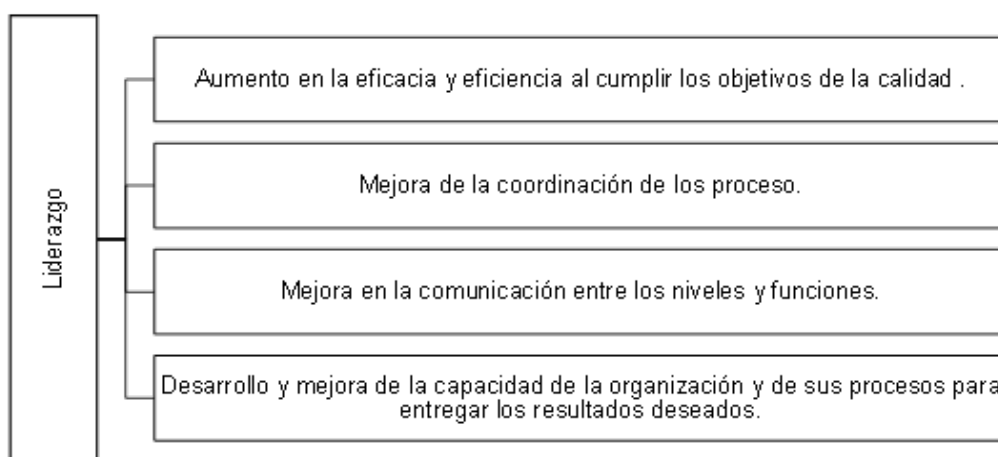 Liderazgo
Aumento en la eficacia y eficiencia al cumplir los objetivos de la calidad .
Mejora de la coordinación de los proceso.
Mejora en la comunicación entre los niveles y funciones.
Desarrollo y mejora de la capacidad de la organización y de sus procesos para
entregar los resultados deseados.